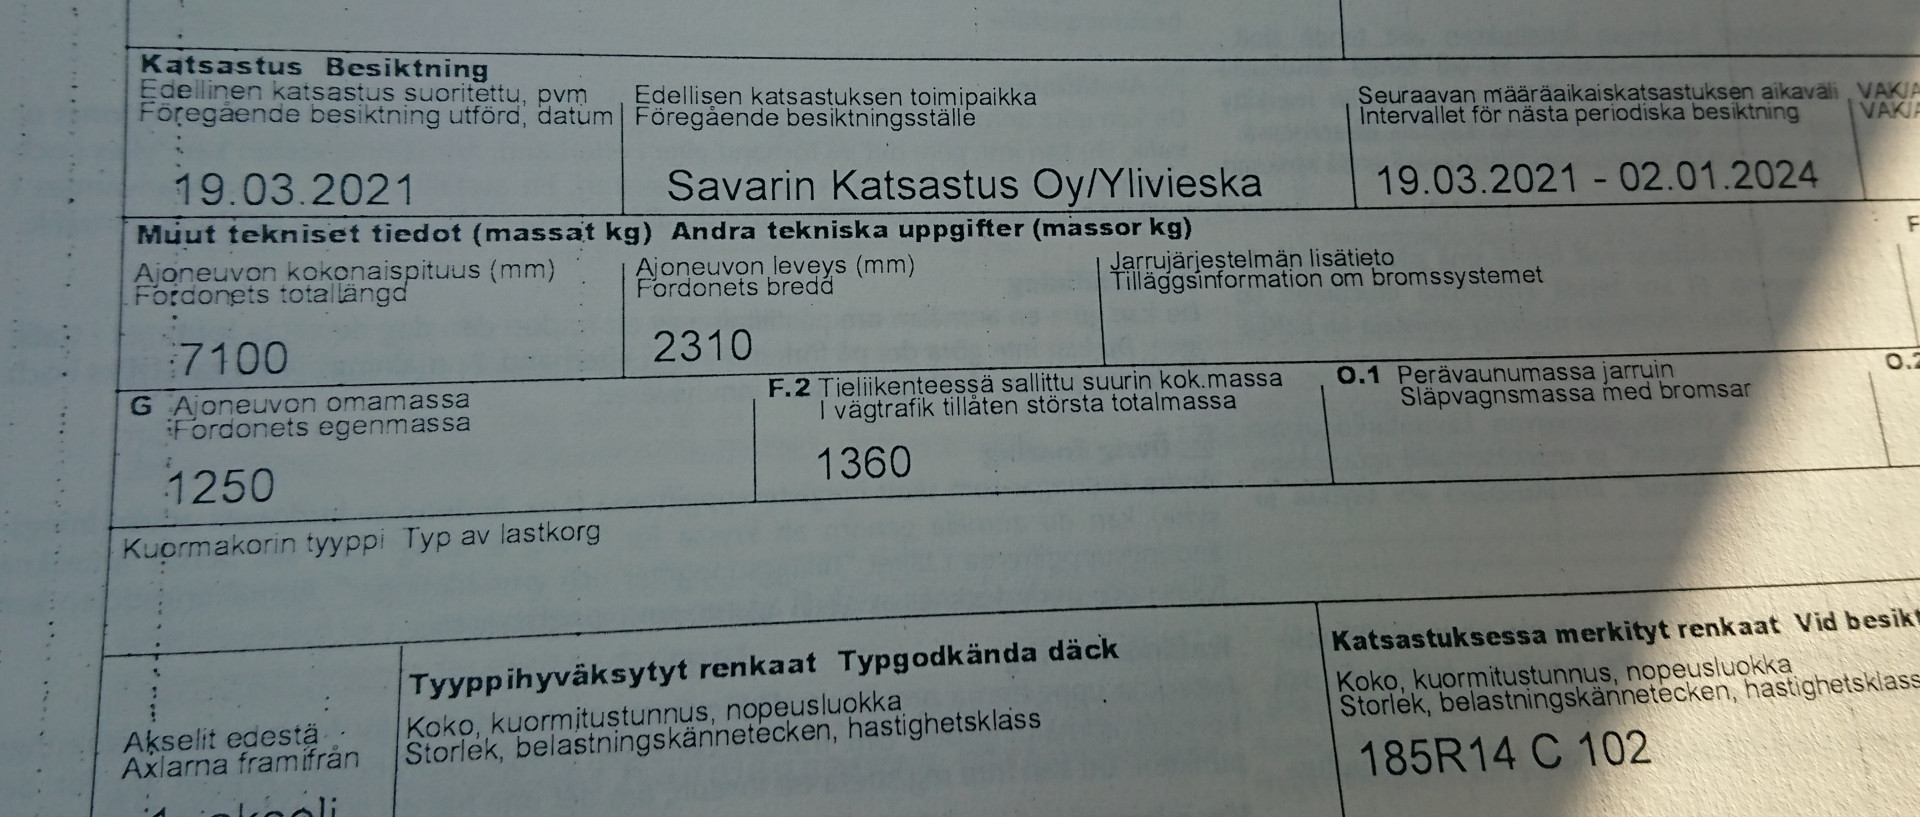 Katsastus Besiktning
Edellinen katsastus suoritettu, pvm
Föregående besiktning utförd, datum
19.03.2021
Edellisen katsastuksen toimipaikka
Föregående besiktningsställe
Savarin Katsastus Oy/Ylivieska
Seuraavan määräaikaiskatsastuksen aikaväli
Intervallet för nästa periodiska besiktning
19.03.2021 - 02.01.2024
Muut tekniset tiedot (massat kg) Andra tekniska uppgifter (massor kg)
Ajoneuvon kokonaispituus (mm)
Fordonets totallängd
7100
Ajoneuvon leveys (mm)
Fordonets bredd
2310
Jarrujärjestelmän lisätieto
Tilläggsinformation om bromssystemet
G Ajoneuvon omamassa
Fordonets egenmassa
1250
F.2 Tieliikenteessä sallittu suurin kok.massa
I vägtrafik tillåten största totalmassa
1360
O.1 Perävaunumassa jarruin
Släpvagnsmassa med bromsar
Kuormakorin tyyppi Typ av lastkorg
Akselit edestä
Axlarna framifrån
Tyyppihyväksytyt renkaat Typgodkända däck
Koko, kuormitustunnus, nopeusluokka
Storlek, belastningskännetecken, hastighetsklass
Katsastuksessa merkityt renkaat Vid
Koko, kuormitustunnus, nopeusluokka
Storlek, belastningskännetecken, hastighetsklass
185R14 C 102